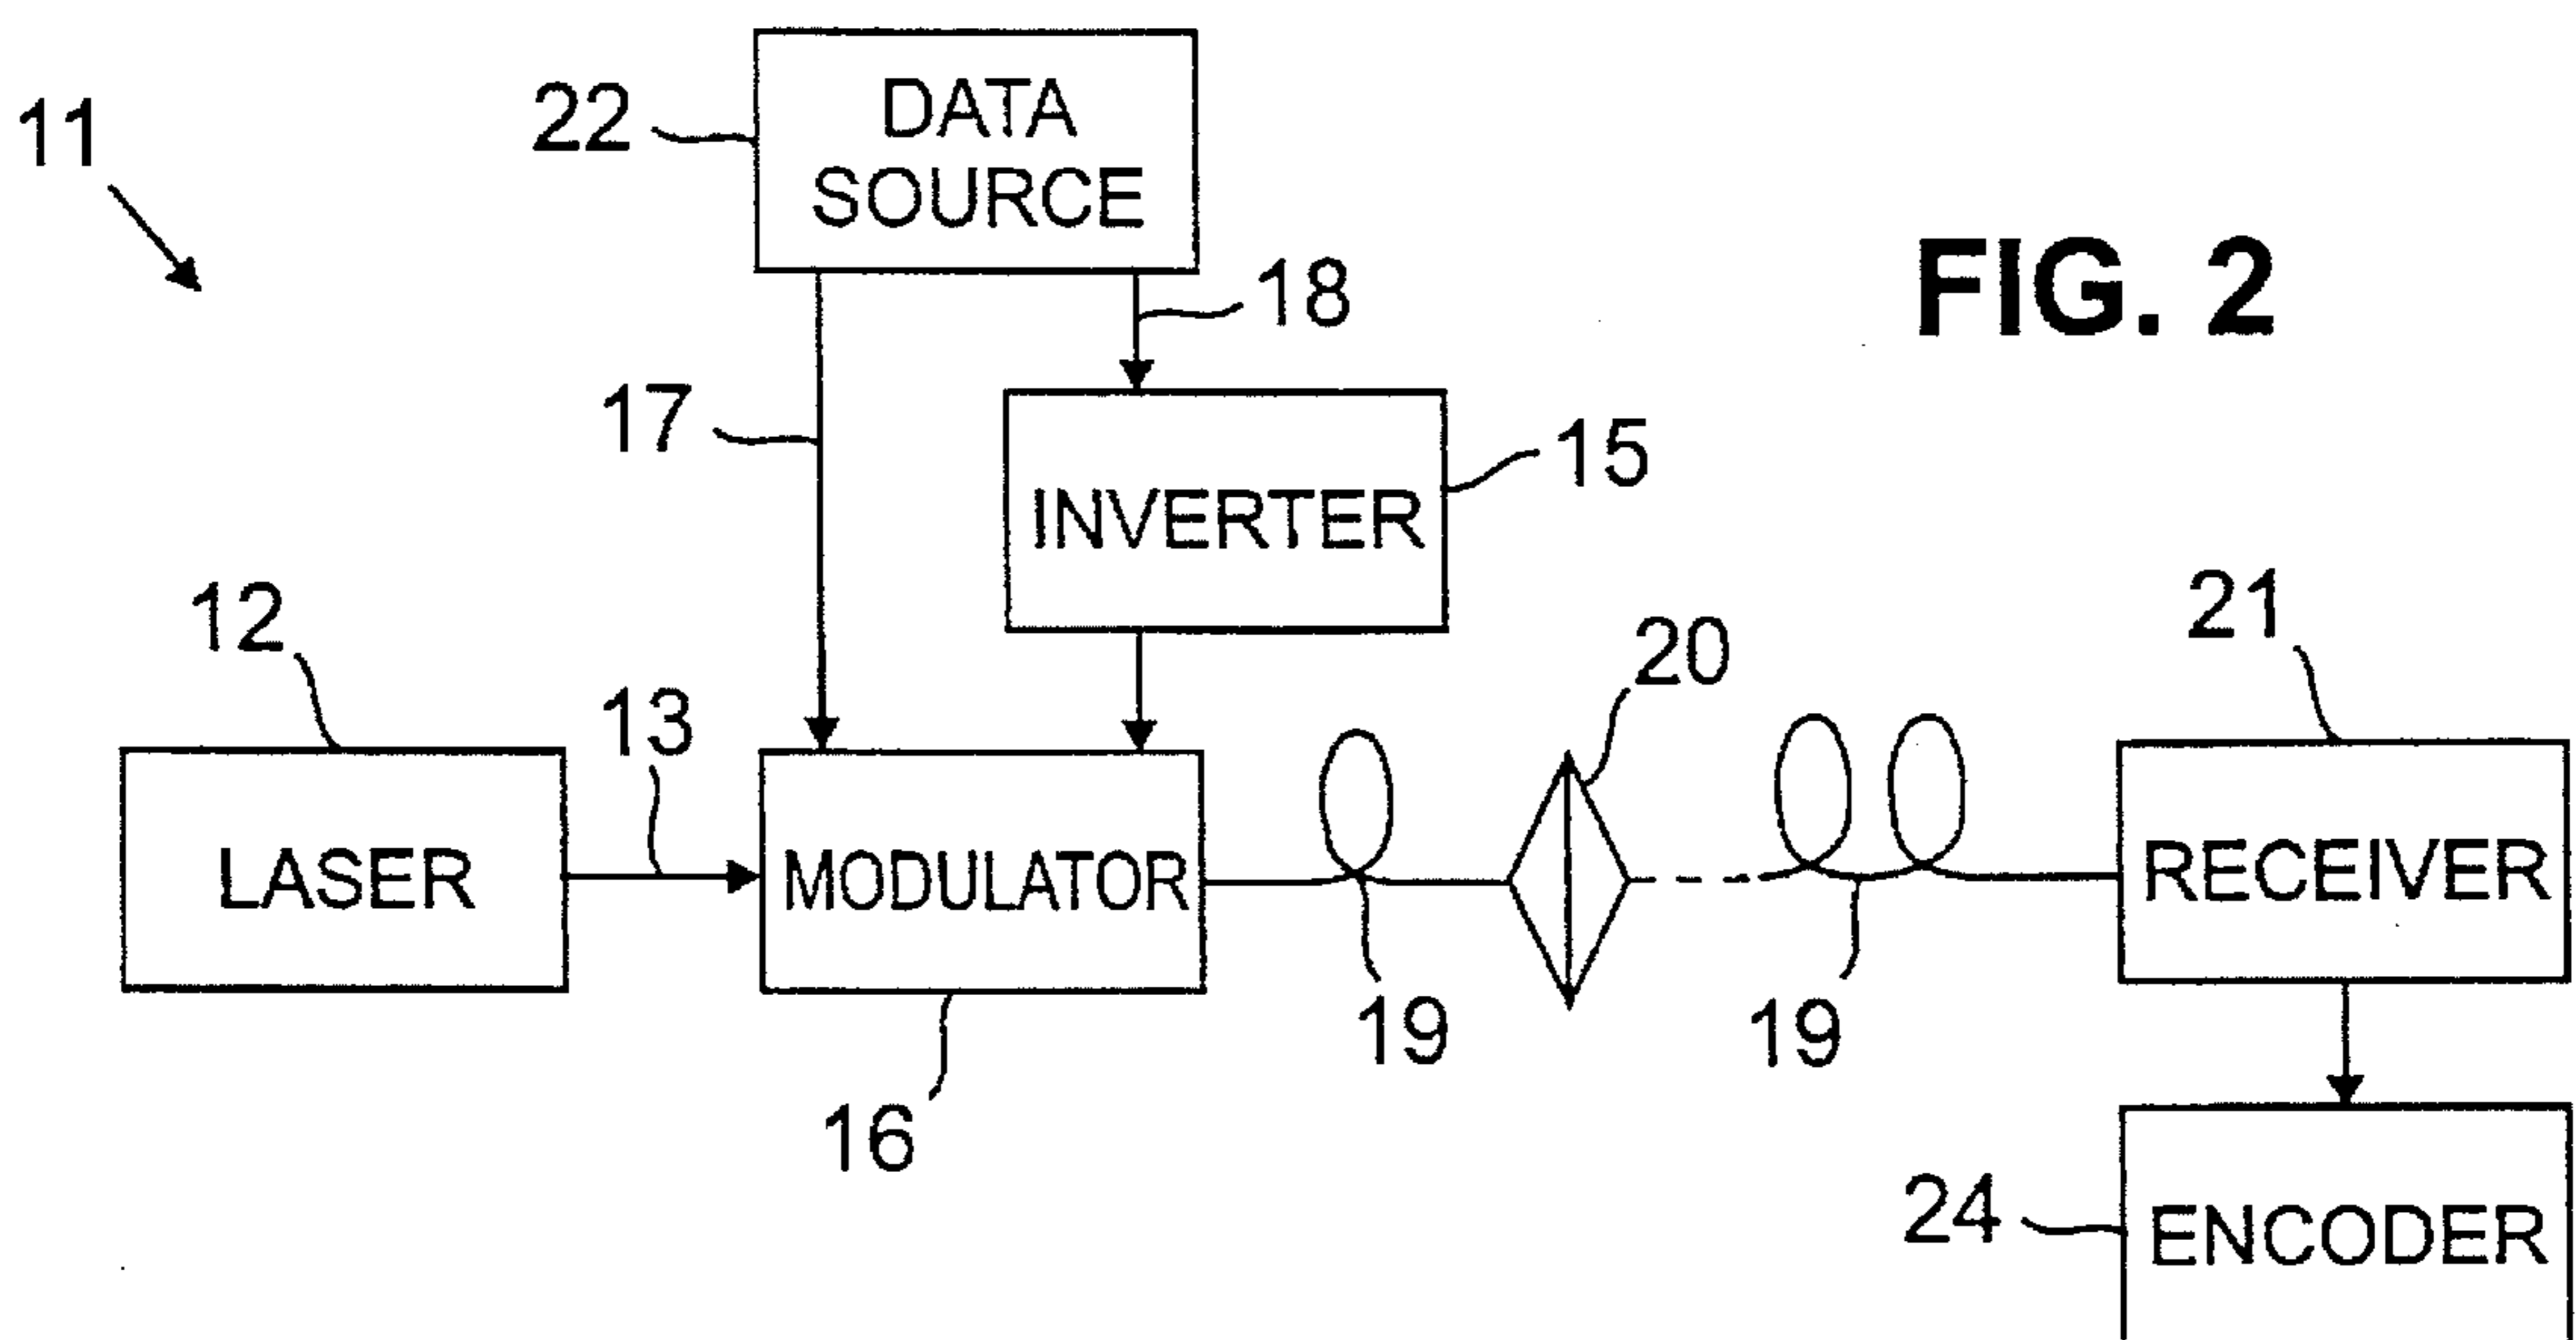 11
22
DATA
SOURCE
18
FIG. 2
17
15
INVERTER
12
13
20
21
LASER
MODULATOR
RECEIVER
19
19
16
24
ENCODER